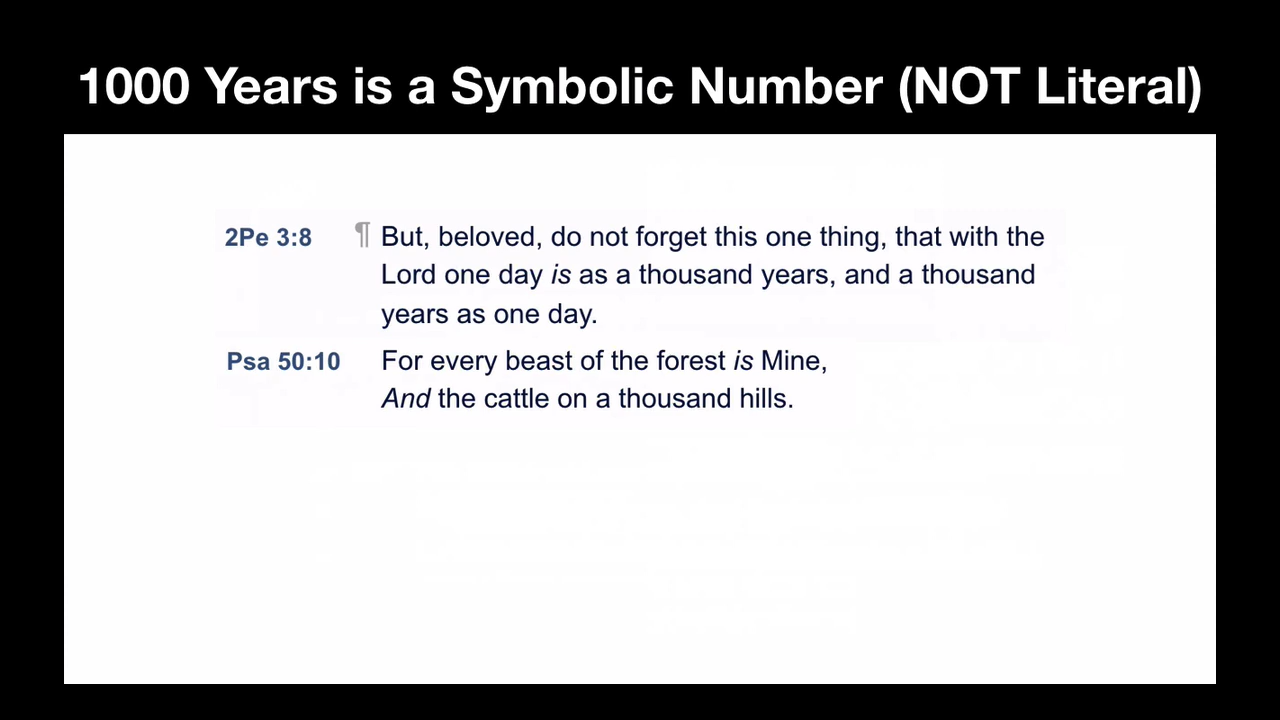 1000 Years is a Symbolic Number (NOT Literal)
2Pe 3:8 ¶ But, beloved, do not forget this one thing, that with the
Lord one day is as a thousand years, and a thousand
years as one day.
Psa 50:10 For every beast of the forest is Mine,
And the cattle on a thousand hills.